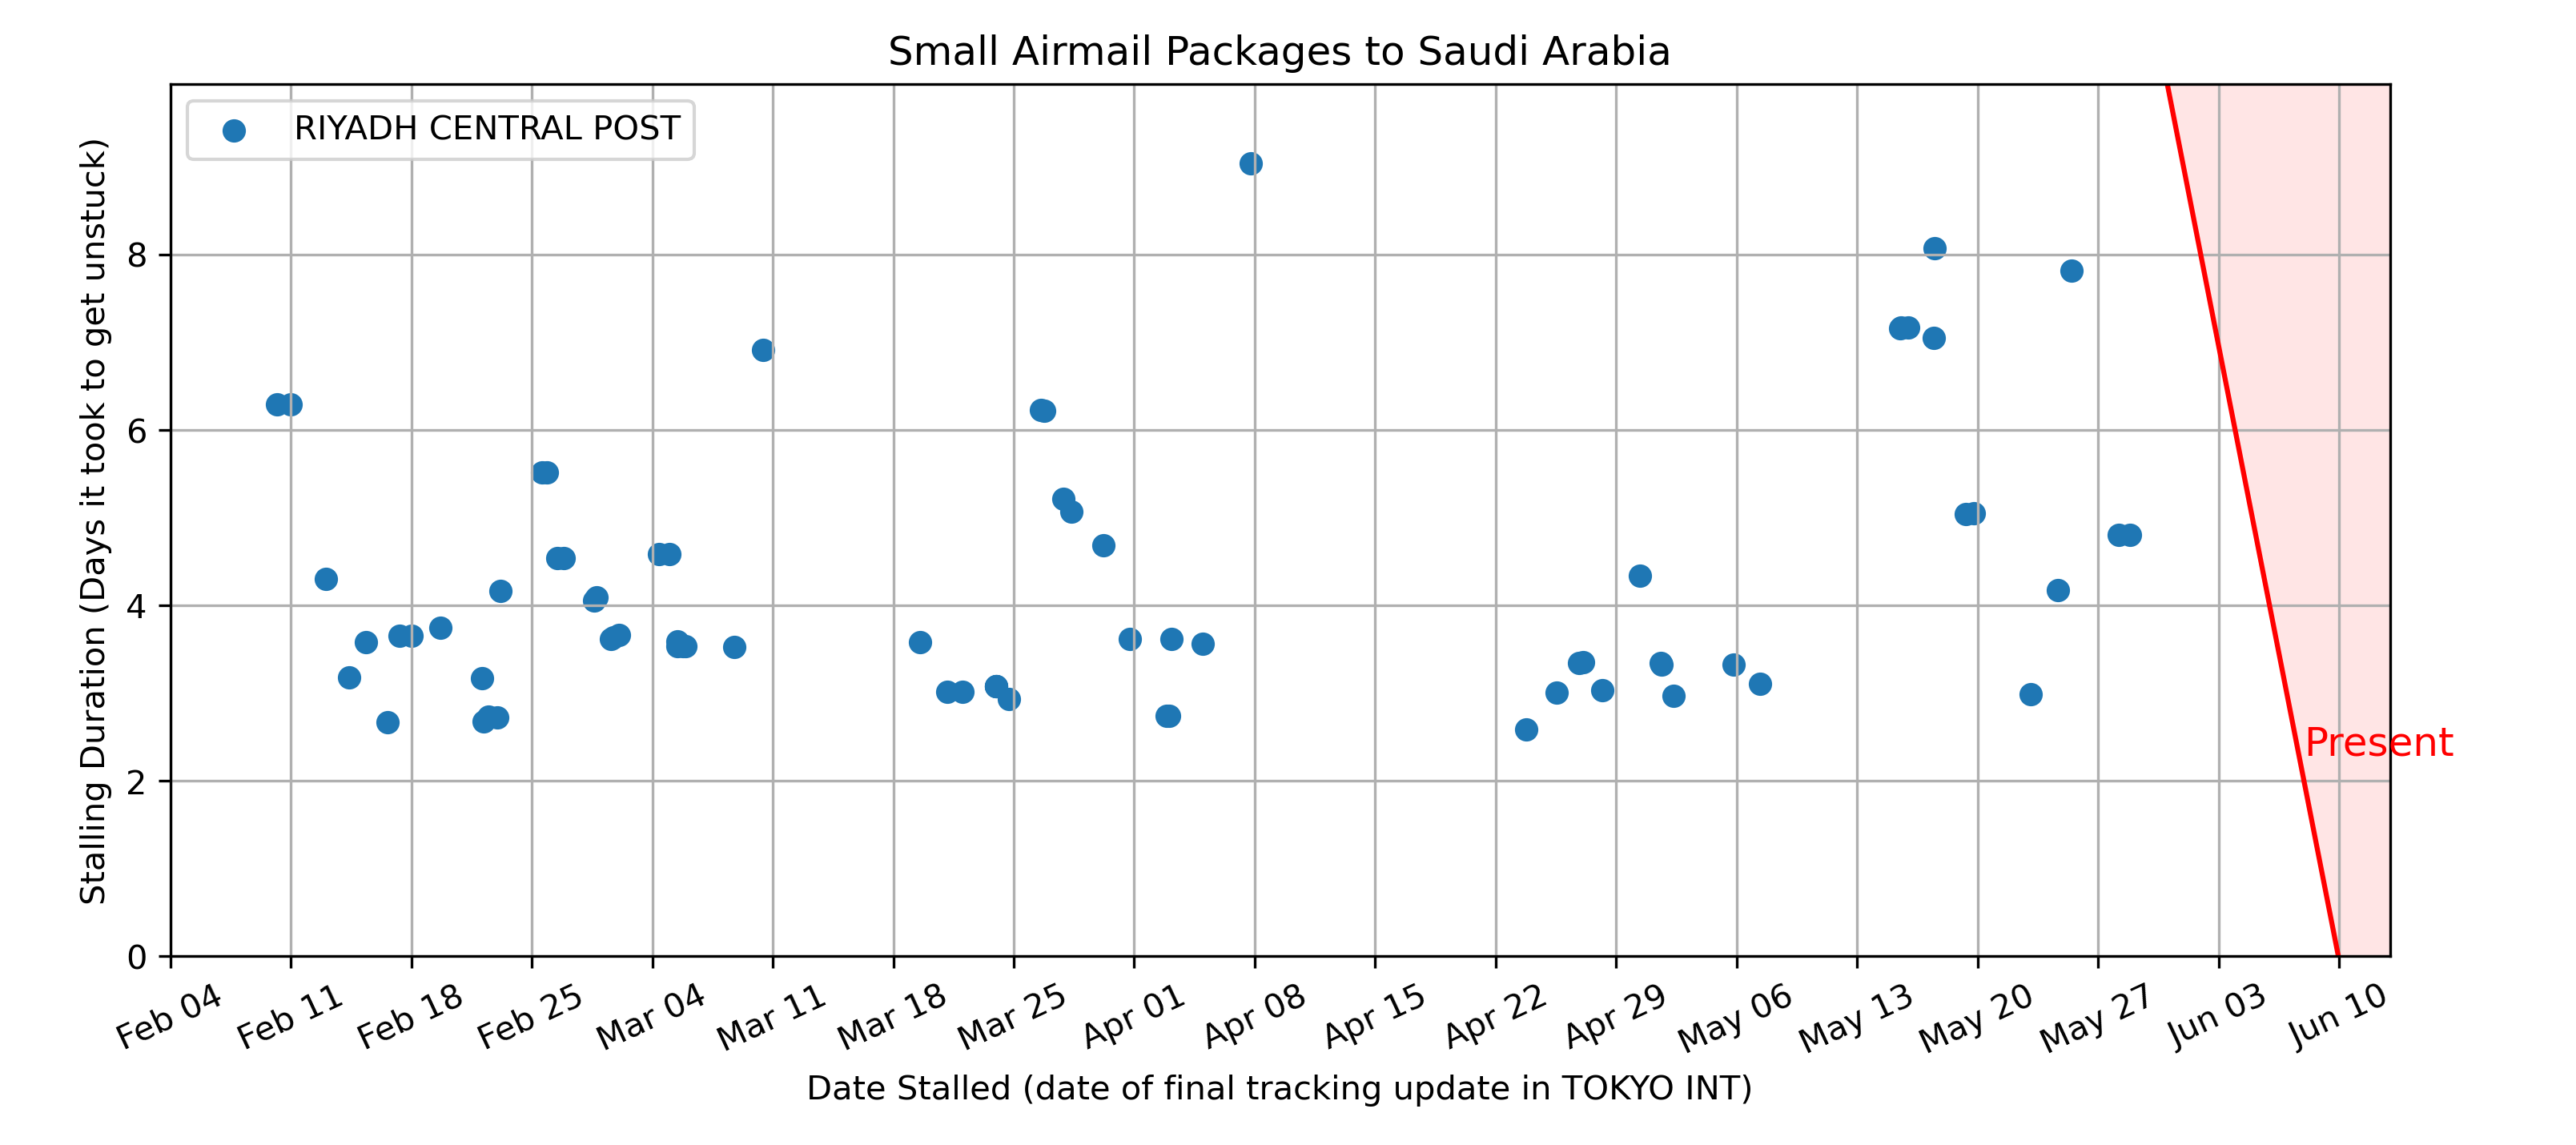 Small Airmail Packages to Saudi Arabia
RIYADH CENTRAL POST
Stalling Duration (Days it took to get unstuck)
8
6
4
2
0
Present
Feb 04
Feb 11
Feb 18
Feb 25
Mar 04
Mar 11
Mar 18
Mar 25
Apr 01
Apr 08
Apr 15
Apr 22
Apr 29
May 06
May 13
May 20
May 27
Jun 03
Jun 10
Date Stalled (date of final tracking update in TOKYO INT)